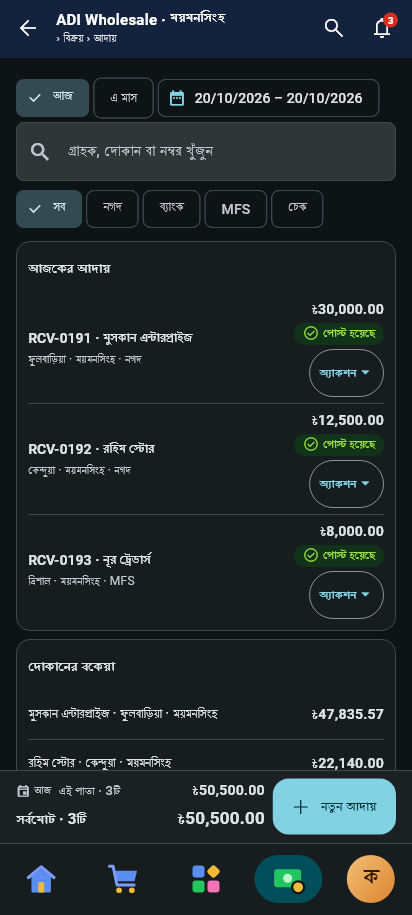 ADI Wholesale · ময়মনসিংহ
› বিক্রয় › আদায়
3
আজ
এ মাস
20/10/2026 – 20/10/2026
গ্রাহক, দোকান বা নম্বর খুঁজুন
সব
নগদ
ব্যাংক
MFS
চেক
আজকের আদায়
৳30,000.00
RCV-0191 · মুসকান এন্টারপ্রাইজ
পোস্ট হয়েছে
ফুলবাড়িয়া · ময়মনসিংহ · নগদ
অ্যাকশন
৳12,500.00
RCV-0192 · রহিম স্টোর
পোস্ট হয়েছে
কেন্দুয়া · ময়মনসিংহ · নগদ
অ্যাকশন
৳8,000.00
RCV-0193 · নূর ট্রেডার্স
পোস্ট হয়েছে
ত্রিশাল · ময়মনসিংহ · MFS
অ্যাকশন
দোকানের বকেয়া
মুসকান এন্টারপ্রাইজ · ফুলবাড়িয়া · ময়মনসিংহ ৳47,835.57
রহিম স্টোর · কেন্দুয়া · ময়মনসিংহ ৳22,140.00
আজ এই পাতা · 3টি ৳50,500.00
সর্বমোট · 3টি ৳50,500.00
নতুন আদায়
ক